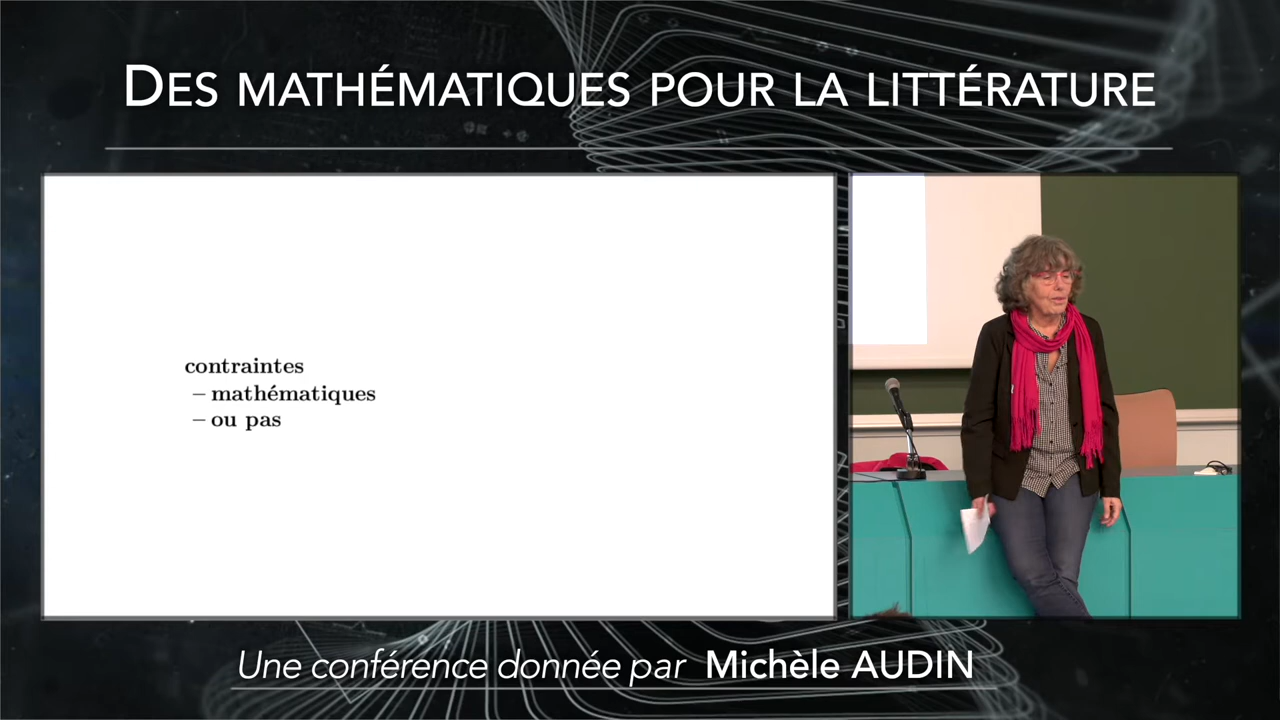 DES MATHÉMATIQUES POUR LA LITTÉRATURE
contraintes
– mathématiques
– ou pas
Une conférence donnée par Michèle AUDIN